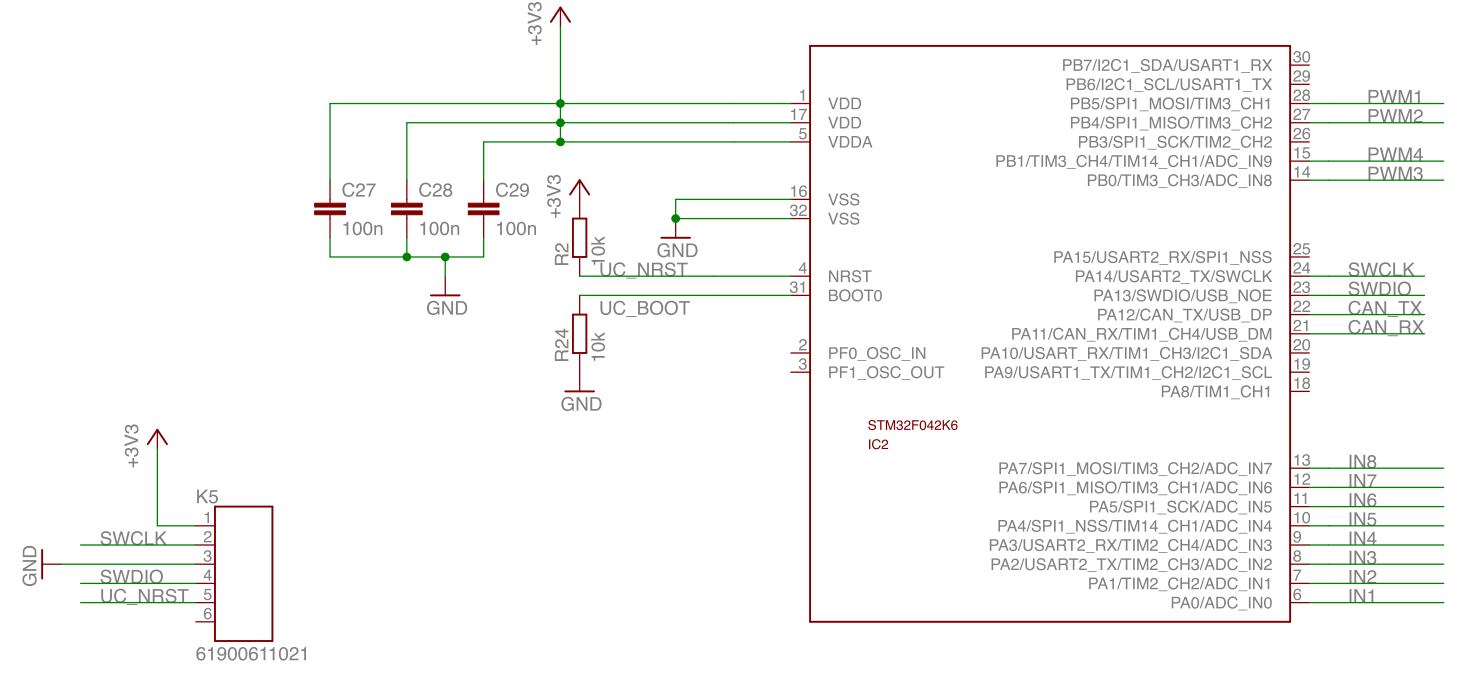 +3V3
C27
100n
C28
100n
C29
100n
GND
+3V3
R2
10k
UC_NRST
GND
UC_BOOT
R24
10k
GND
1 VDD
17 VDD
5 VDDA
16 VSS
32 VSS
4 NRST
31 BOOT0
2 PF0_OSC_IN
3 PF1_OSC_OUT
STM32F042K6
IC2
PB7/I2C1_SDA/USART1_RX 30
PB6/I2C1_SCL/USART1_TX 29
PB5/SPI1_MOSI/TIM3_CH1 28 PWM1
PB4/SPI1_MISO/TIM3_CH2 27 PWM2
PB3/SPI1_SCK/TIM2_CH2 26
PB1/TIM3_CH4/TIM14_CH1/ADC_IN9 15 PWM4
PB0/TIM3_CH3/ADC_IN8 14 PWM3
PA15/USART2_RX/SPI1_NSS 25
PA14/USART2_TX/SWCLK 24 SWCLK
PA13/SWDIO/USB_NOE 23 SWDIO
PA12/CAN_TX/USB_DP 22 CAN_TX
PA11/CAN_RX/TIM1_CH4/USB_DM 21 CAN_RX
PA10/USART_RX/TIM1_CH3/I2C1_SDA 20
PA9/USART1_TX/TIM1_CH2/I2C1_SCL 19
PA8/TIM1_CH1 18
PA7/SPI1_MOSI/TIM3_CH2/ADC_IN7 13 IN8
PA6/SPI1_MISO/TIM3_CH1/ADC_IN6 12 IN7
PA5/SPI1_SCK/ADC_IN5 11 IN6
PA4/SPI1_NSS/TIM14_CH1/ADC_IN4 10 IN5
PA3/USART2_RX/TIM2_CH4/ADC_IN3 9 IN4
PA2/USART2_TX/TIM2_CH3/ADC_IN2 8 IN3
PA1/TIM2_CH2/ADC_IN1 7 IN2
PA0/ADC_IN0 6 IN1
+3V3
K5
1
SWCLK 2
GND 3
SWDIO 4
UC_NRST 5
6
61900611021